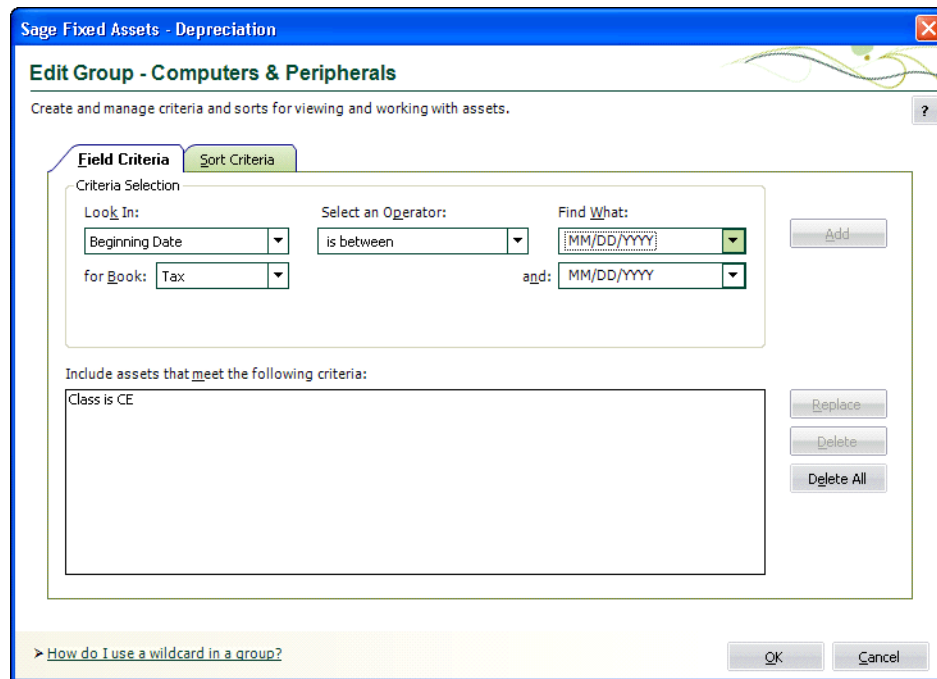 Sage Fixed Assets - Depreciation
Edit Group - Computers & Peripherals
Create and manage criteria and sorts for viewing and working with assets.
?
Field Criteria Sort Criteria
Criteria Selection
Look In: Select an Operator: Find What:
Beginning Date is between MM/DD/YYYY Add
for Book: Tax and: MM/DD/YYYY
Include assets that meet the following criteria:
Class is CE
Replace
Delete
Delete All
➤ How do I use a wildcard in a group?
OK Cancel